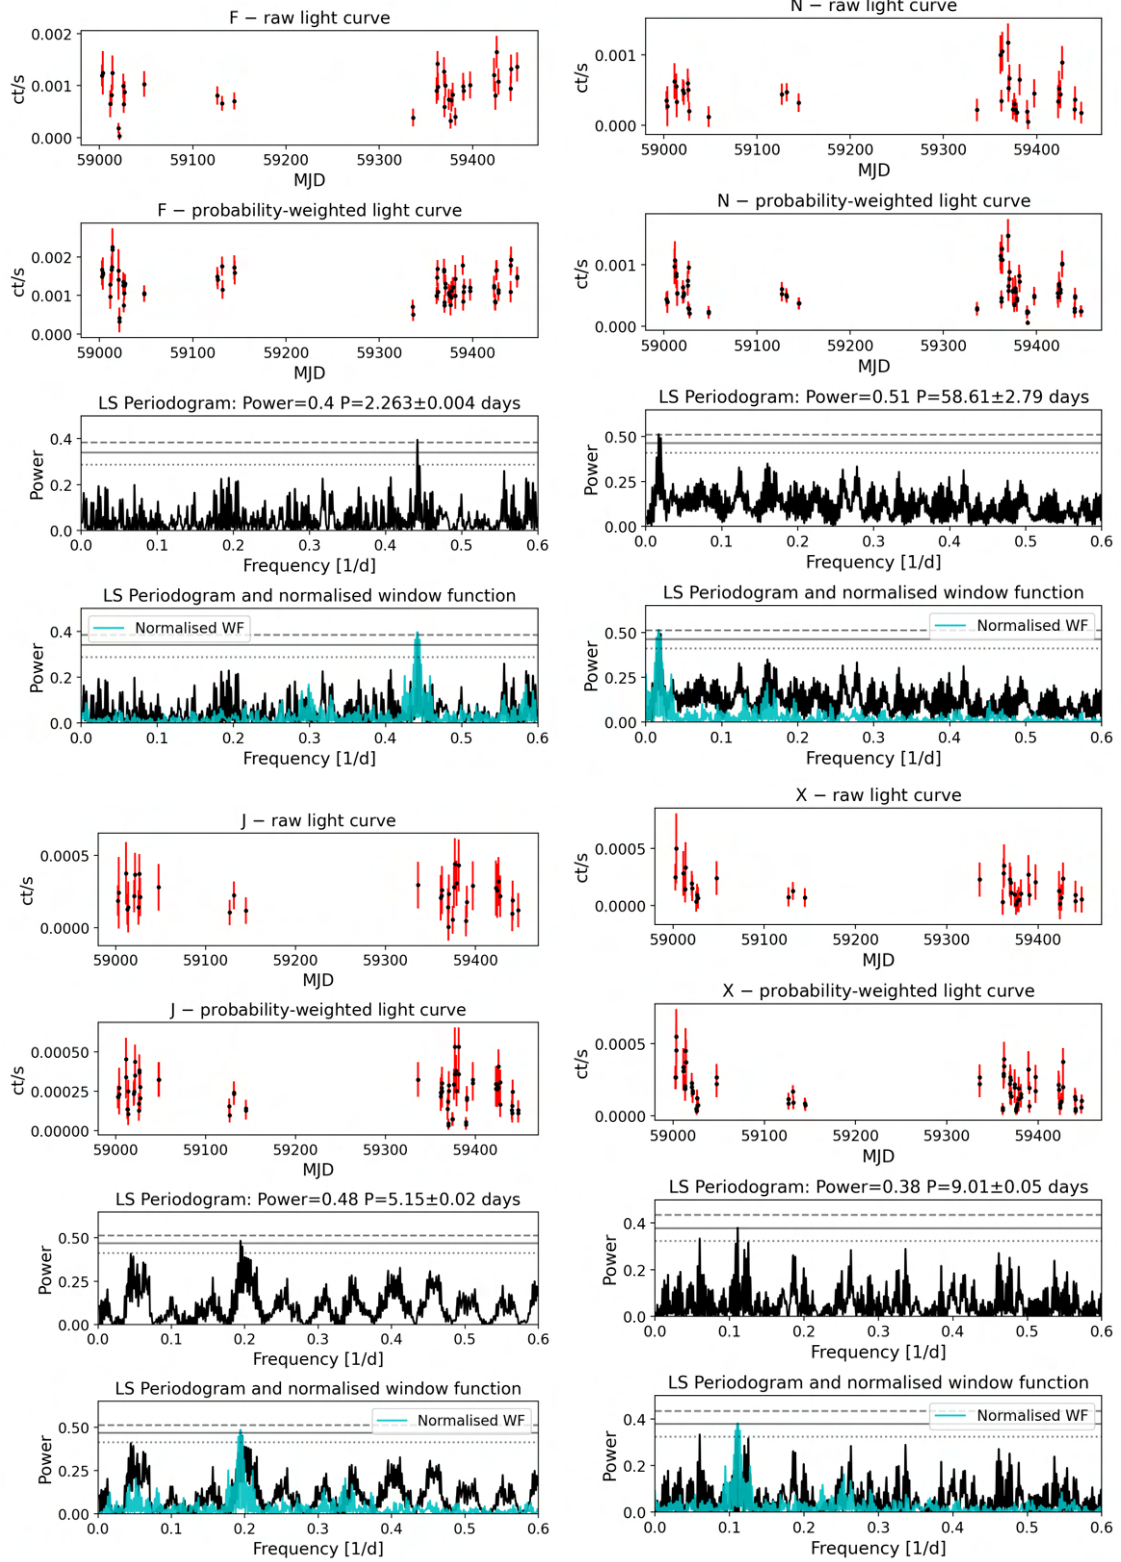 F − raw light curve
0.002
0.001
0.000
ct/s
59000 59100 59200 59300 59400
MJD
F − probability-weighted light curve
0.002
0.001
0.000
ct/s
59000 59100 59200 59300 59400
MJD
LS Periodogram: Power=0.4 P=2.263±0.004 days
0.4
0.2
0.0
Power
0.0 0.1 0.2 0.3 0.4 0.5 0.6
Frequency [1/d]
LS Periodogram and normalised window function
Normalised WF
0.4
0.2
0.0
Power
0.0 0.1 0.2 0.3 0.4 0.5 0.6
Frequency [1/d]
N − raw light curve
0.001
0.000
ct/s
59000 59100 59200 59300 59400
MJD
N − probability-weighted light curve
0.001
0.000
ct/s
59000 59100 59200 59300 59400
MJD
LS Periodogram: Power=0.51 P=58.61±2.79 days
0.50
0.25
0.00
Power
0.0 0.1 0.2 0.3 0.4 0.5 0.6
Frequency [1/d]
LS Periodogram and normalised window function
Normalised WF
0.50
0.25
0.00
Power
0.0 0.1 0.2 0.3 0.4 0.5 0.6
Frequency [1/d]
J − raw light curve
0.0005
0.0000
ct/s
59000 59100 59200 59300 59400
MJD
J − probability-weighted light curve
0.00050
0.00025
0.00000
ct/s
59000 59100 59200 59300 59400
MJD
LS Periodogram: Power=0.48 P=5.15±0.02 days
0.50
0.25
0.00
Power
0.0 0.1 0.2 0.3 0.4 0.5 0.6
Frequency [1/d]
LS Periodogram and normalised window function
Normalised WF
0.50
0.25
0.00
Power
0.0 0.1 0.2 0.3 0.4 0.5 0.6
Frequency [1/d]
X − raw light curve
0.0005
0.0000
ct/s
59000 59100 59200 59300 59400
MJD
X − probability-weighted light curve
0.0005
0.0000
ct/s
59000 59100 59200 59300 59400
MJD
LS Periodogram: Power=0.38 P=9.01±0.05 days
0.4
0.2
0.0
Power
0.0 0.1 0.2 0.3 0.4 0.5 0.6
Frequency [1/d]
LS Periodogram and normalised window function
Normalised WF
0.4
0.2
0.0
Power
0.0 0.1 0.2 0.3 0.4 0.5 0.6
Frequency [1/d]